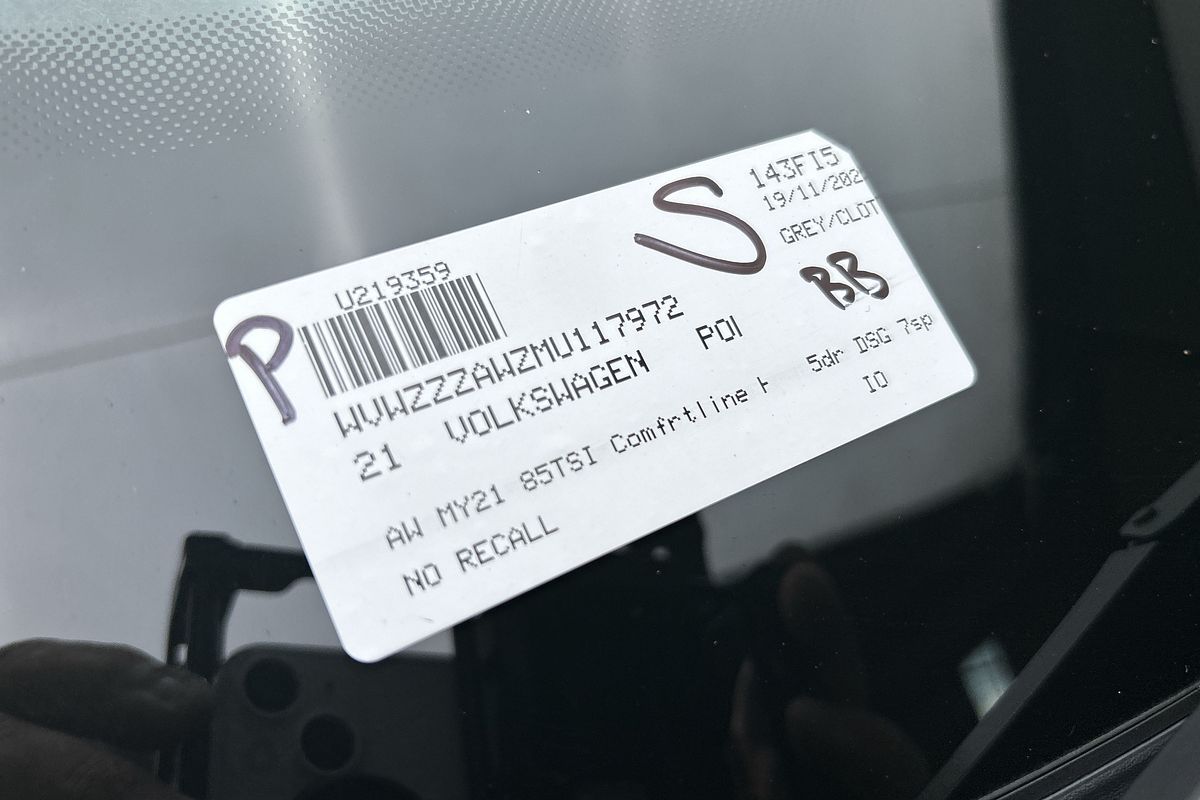 U219359
143FI5
19/11/202
GREY/CLOT
S
P
BB
WVWZZZAWZMU117972
21 VOLKSWAGEN POl
AW MY21 85TSI Comfrtline H 5dr DSG 7sp
NO RECALL
IO